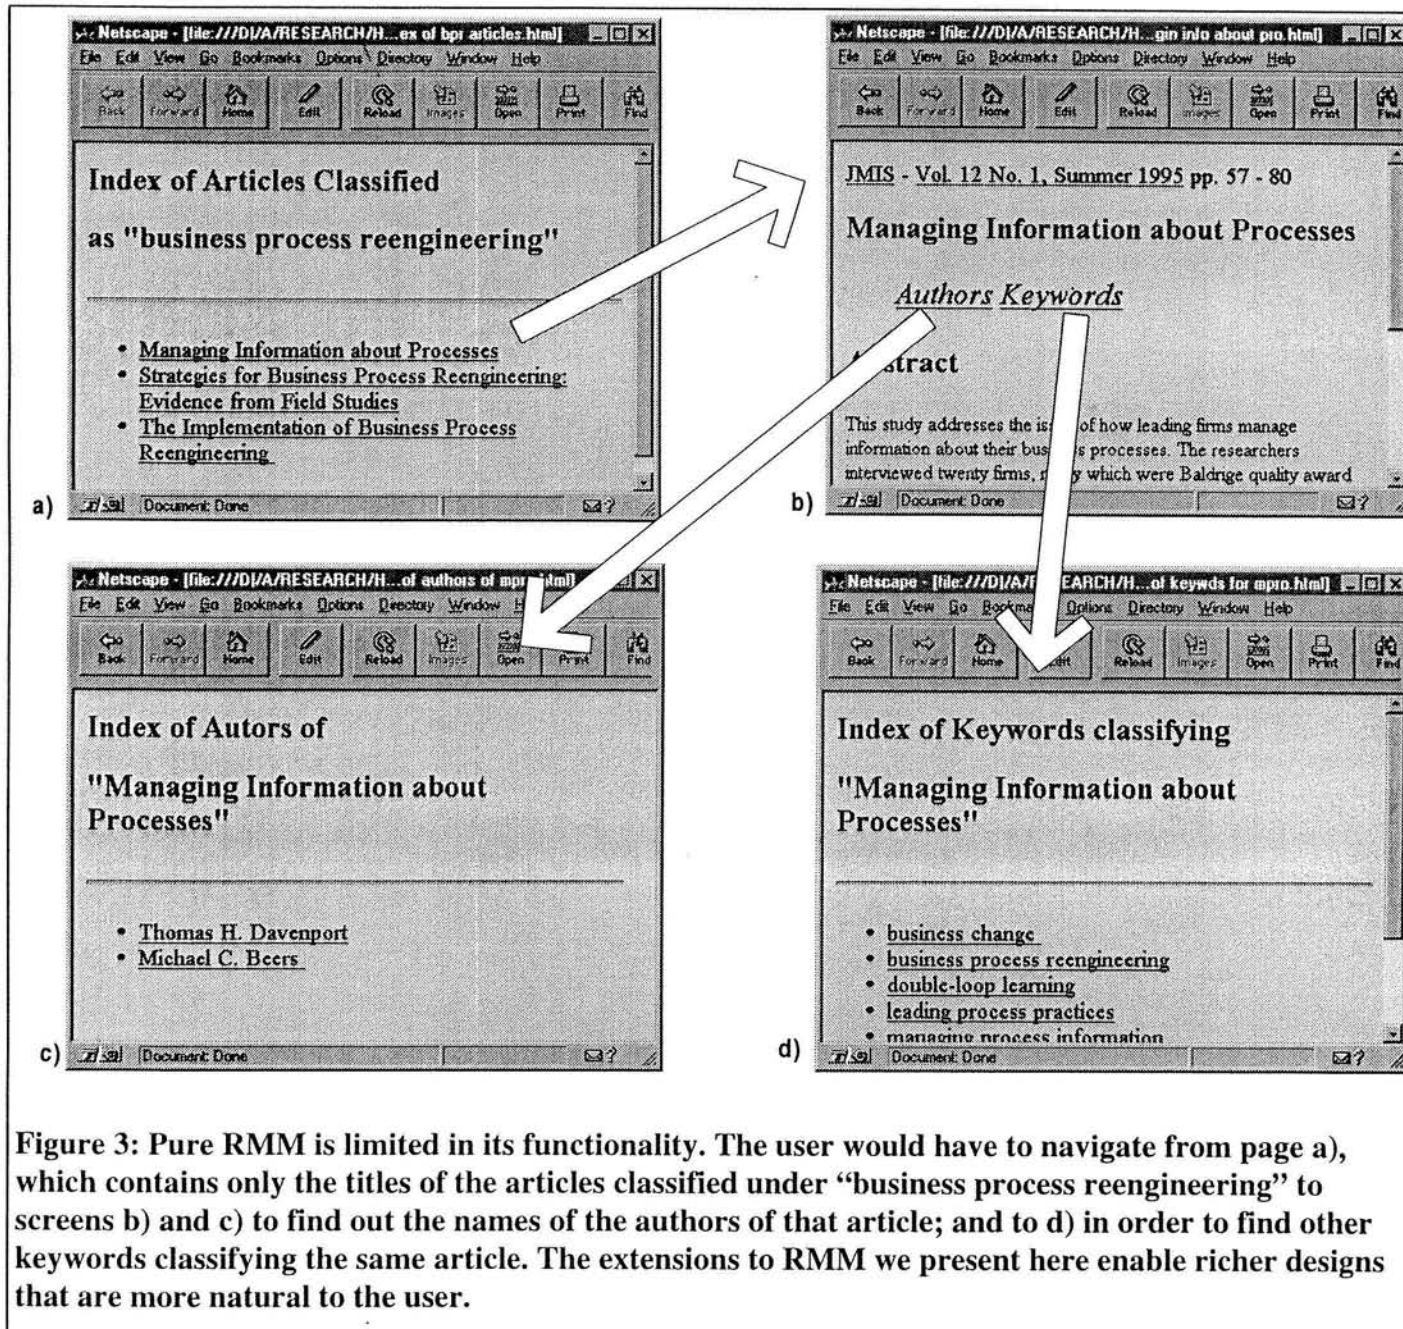 Netscape - [file:///D|/A/RESEARCH/H...ex of bpr articles.html]
File Edit View Go Bookmarks Options Directory Window Help
Back Forward Home Edit Reload Images Open Print Find
Index of Articles Classified
as "business process reengineering"
• Managing Information about Processes
• Strategies for Business Process Reengineering:
Evidence from Field Studies
• The Implementation of Business Process
Reengineering
a)
Document: Done
Netscape - [file:///D|/A/RESEARCH/H...gin info about pro.html]
File Edit View Go Bookmarks Options Directory Window Help
Back Forward Home Edit Reload Images Open Print Find
JMIS - Vol. 12 No. 1, Summer 1995 pp. 57 - 80
Managing Information about Processes
Authors Keywords
stract
This study addresses the is of how leading firms manage
information about their bus s processes. The researchers
interviewed twenty firms, y which were Baldrige quality award
b)
Document: Done
Netscape - [file:///D|/A/RESEARCH/H...of authors of mpro.html]
File Edit View Go Bookmarks Options Directory Window H
Back Forward Home Edit Reload Images Open Print Find
Index of Autors of
"Managing Information about
Processes"
• Thomas H. Davenport
• Michael C. Beers
c)
Document: Done
Netscape - [file:///D|/A/ EARCH/H...of keywds for mpro.html]
File Edit View Go Bookma Options Directory Window Help
Back Forward Home dit Reload Images Open Print Find
Index of Keywords classifying
"Managing Information about
Processes"
• business change
• business process reengineering
• double-loop learning
• leading process practices
• managing process information
d)
Document: Done
Figure 3: Pure RMM is limited in its functionality. The user would have to navigate from page a),
which contains only the titles of the articles classified under “business process reengineering” to
screens b) and c) to find out the names of the authors of that article; and to d) in order to find other
keywords classifying the same article. The extensions to RMM we present here enable richer designs
that are more natural to the user.